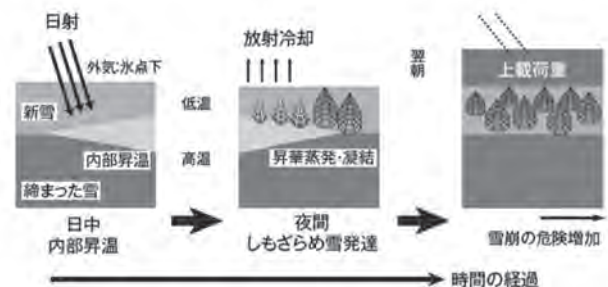 日射
外気:氷点下
新雪
内部昇温
締まった雪
日中
内部昇温
放射冷却
低温
高温
昇華蒸発・凝結
夜間
しもざらめ雪発達
翌朝
上載荷重
雪崩の危険増加
時間の経過